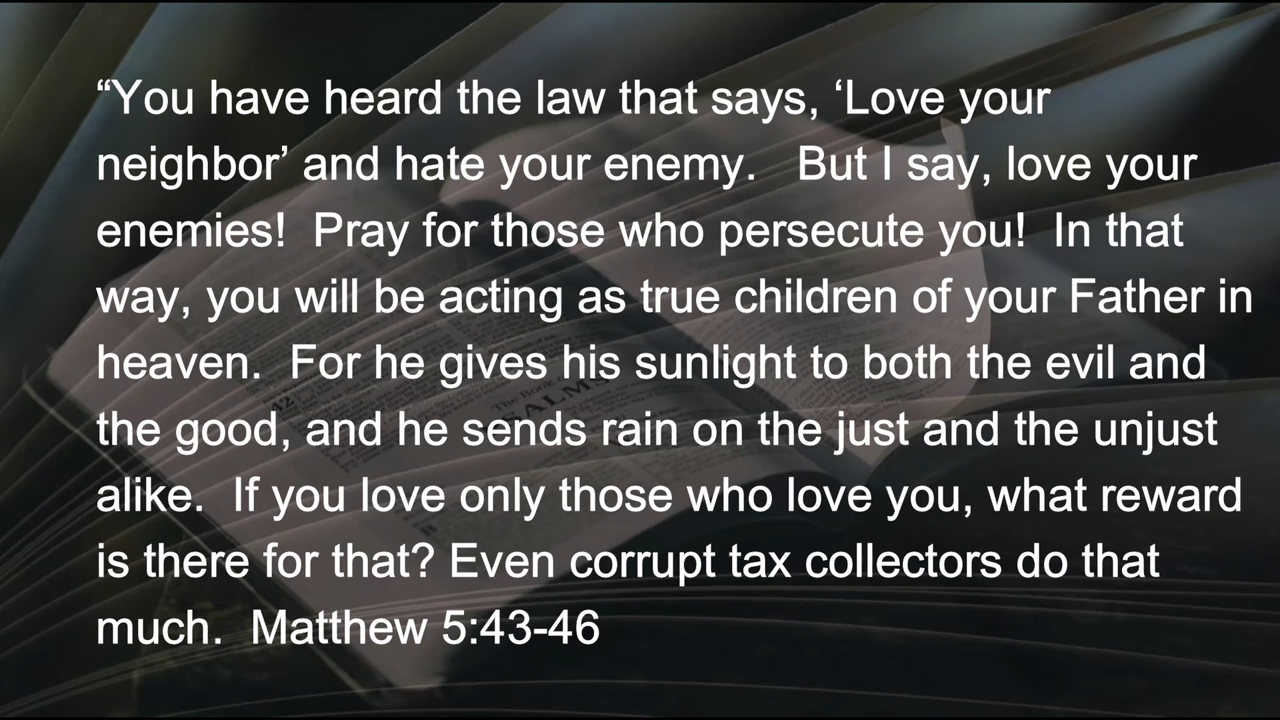 “You have heard the law that says, ‘Love your
neighbor’ and hate your enemy.   But I say, love your
enemies!  Pray for those who persecute you!  In that
way, you will be acting as true children of your Father in
heaven.  For he gives his sunlight to both the evil and
the good, and he sends rain on the just and the unjust
alike.  If you love only those who love you, what reward
is there for that? Even corrupt tax collectors do that
much.  Matthew 5:43-46
The Book
PSALMS